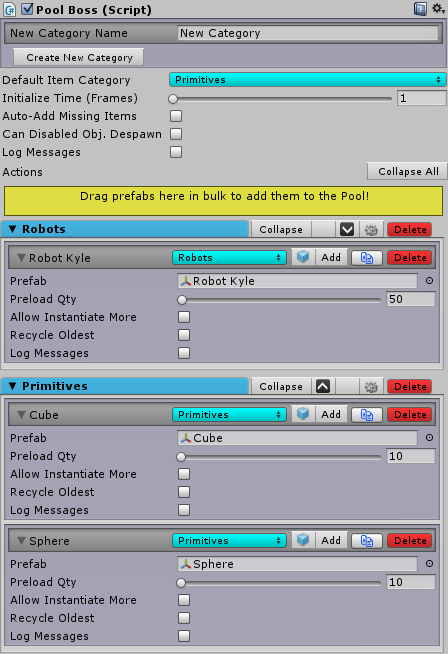 Pool Boss (Script)
New Category Name New Category
Create New Category
Default Item Category Primitives
Initialize Time (Frames) 1
Auto-Add Missing Items
Can Disabled Obj. Despawn
Log Messages
Actions Collapse All
Drag prefabs here in bulk to add them to the Pool!
▼ Robots Collapse Delete
▼ Robot Kyle Robots Add Delete
Prefab Robot Kyle
Preload Qty 50
Allow Instantiate More
Recycle Oldest
Log Messages
▼ Primitives Collapse Delete
▼ Cube Primitives Add Delete
Prefab Cube
Preload Qty 10
Allow Instantiate More
Recycle Oldest
Log Messages
▼ Sphere Primitives Add Delete
Prefab Sphere
Preload Qty 10
Allow Instantiate More
Recycle Oldest
Log Messages